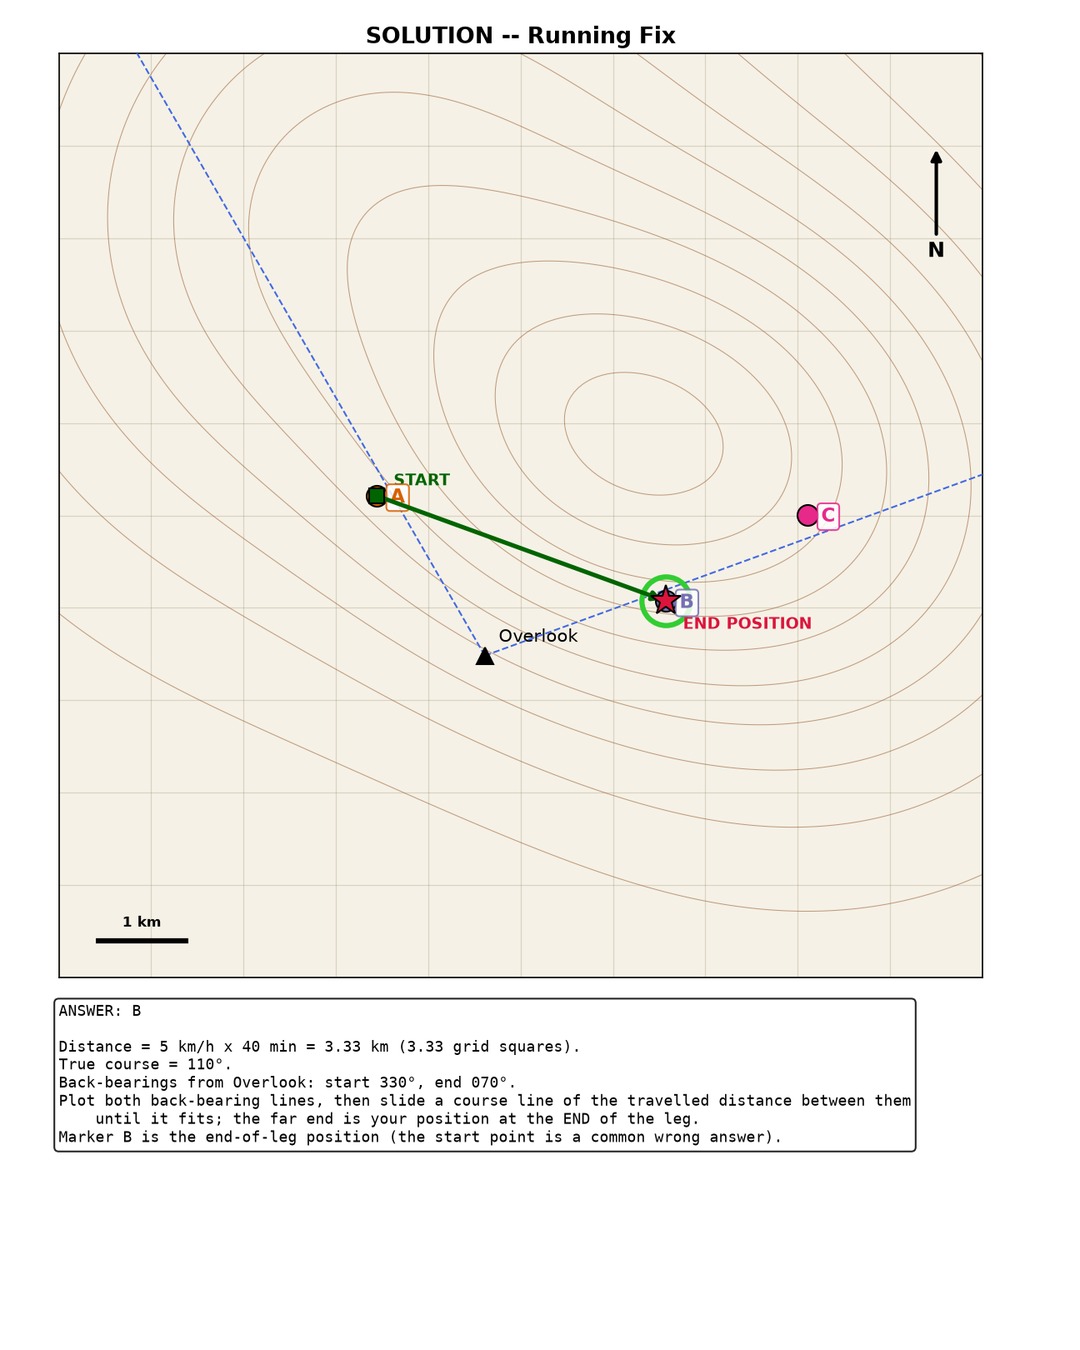 SOLUTION -- Running Fix
N
START
A
C
B
END POSITION
Overlook
1 km
ANSWER: B
Distance = 5 km/h x 40 min = 3.33 km (3.33 grid squares).
True course = 110°.
Back-bearings from Overlook: start 330°, end 070°.
Plot both back-bearing lines, then slide a course line of the travelled distance between them
until it fits; the far end is your position at the END of the leg.
Marker B is the end-of-leg position (the start point is a common wrong answer).